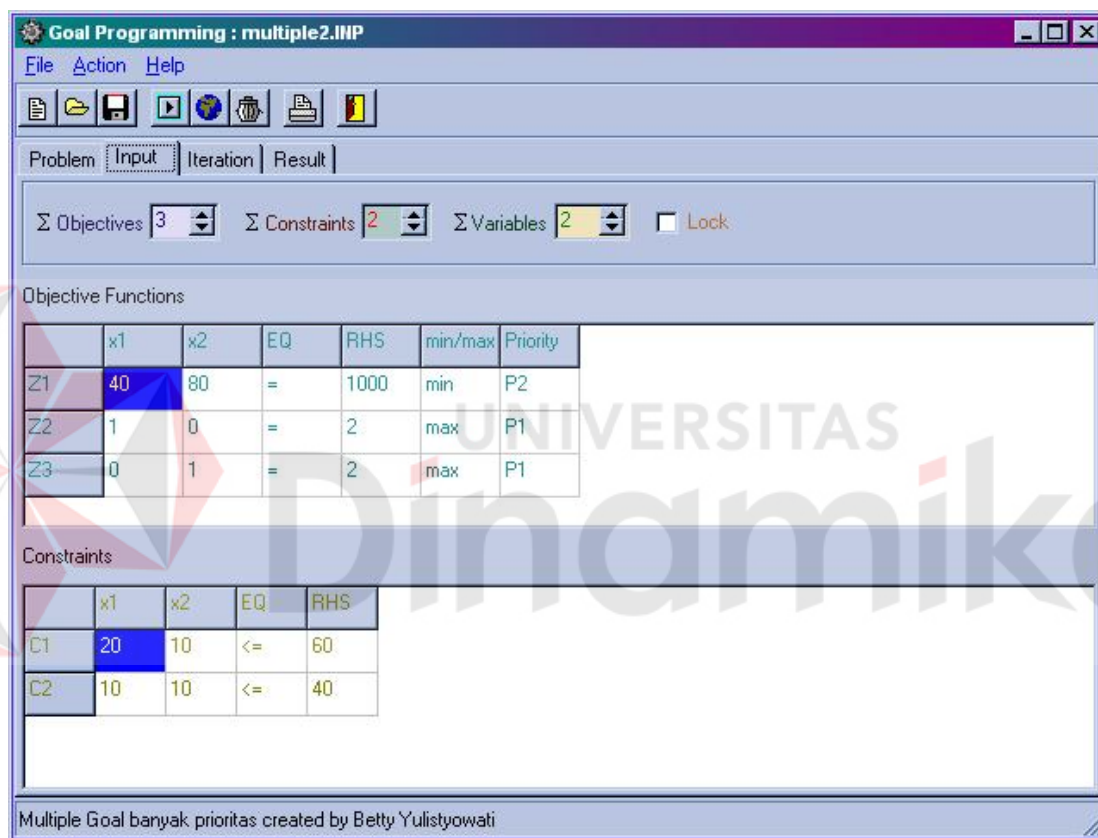 Goal Programming : multiple2.INP
File Action Help
Problem Input Iteration Result
Σ Objectives 3 Σ Constraints 2 Σ Variables 2 Lock
Objective Functions
x1 x2 EQ RHS min/max Priority
Z1 40 80 = 1000 min P2
Z2 1 0 = 2 max P1
Z3 0 1 = 2 max P1
UNIVERSITAS
Dinamika
Constraints
x1 x2 EQ RHS
C1 20 10 <= 60
C2 10 10 <= 40
Multiple Goal banyak prioritas created by Betty Yulistyowati